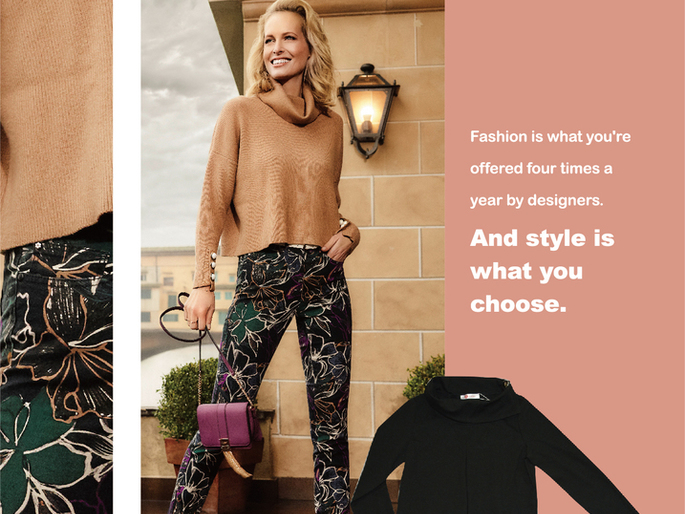 Fashion is what you're
offered four times a
year by designers.
And style is
what you
choose.